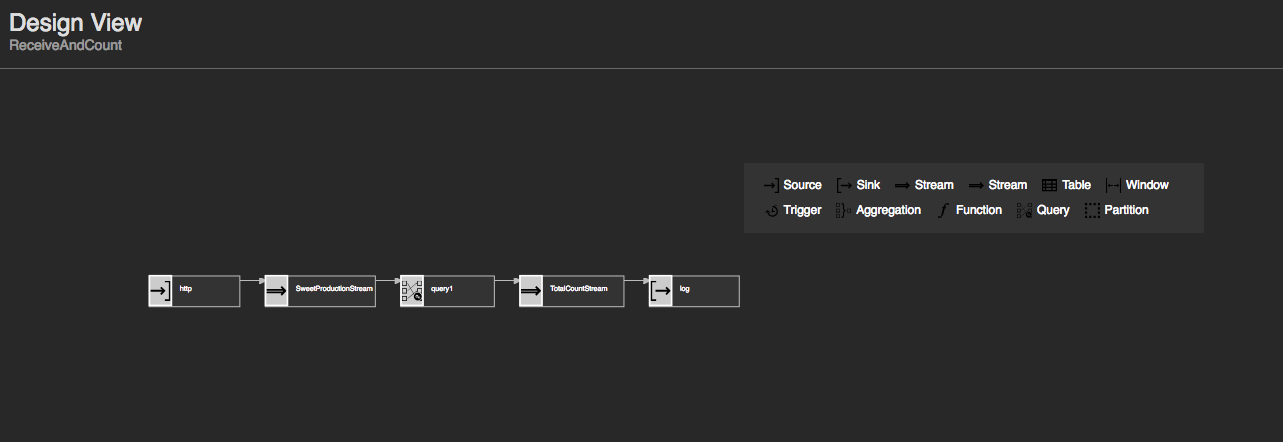 Design View
ReceiveAndCount
Source Sink Stream Stream Table Window
Trigger Aggregation Function Query Partition
http SweetProductionStream query1 TotalCountStream log